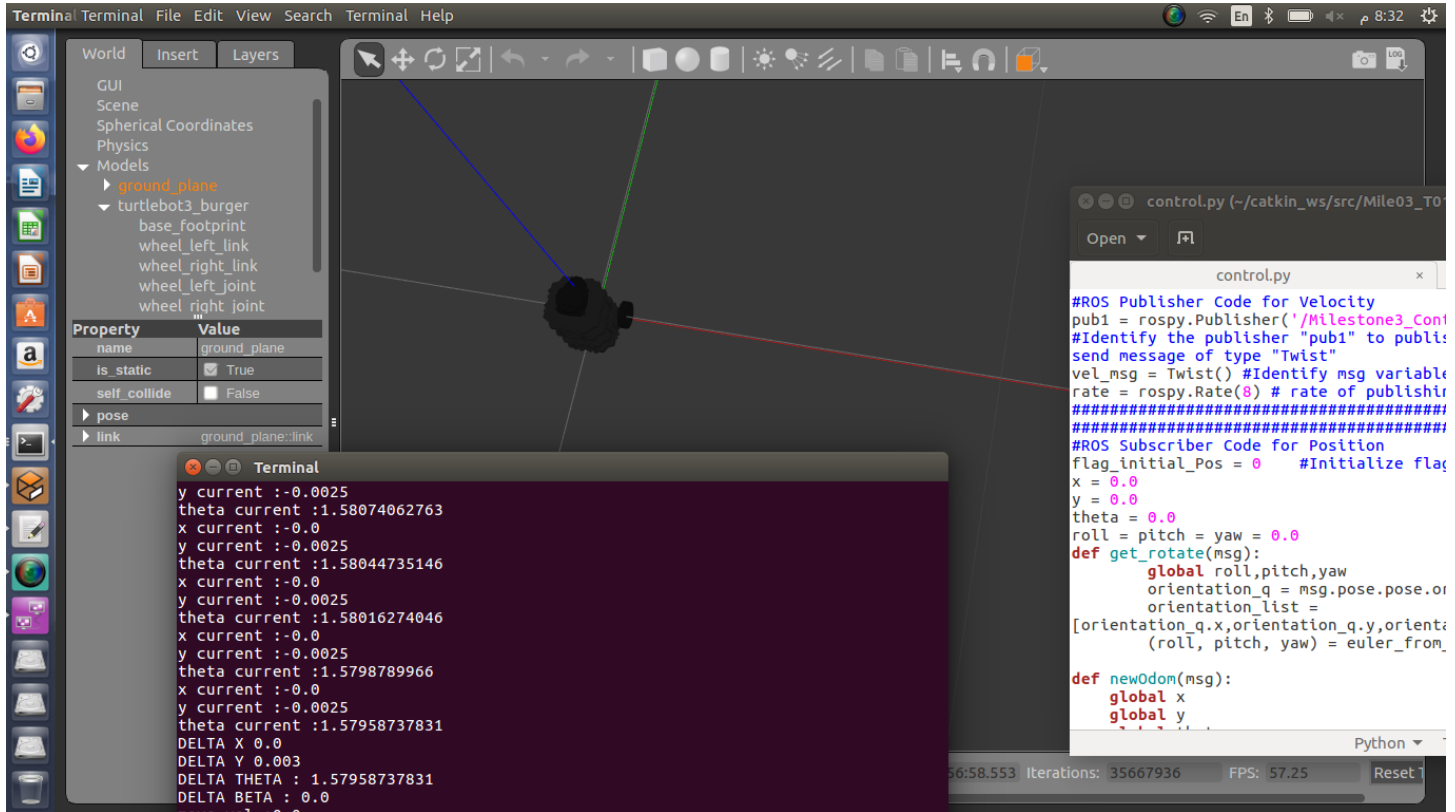 Terminal Terminal File Edit View Search Terminal Help
En
م 8:32
World Insert Layers
GUI
Scene
Spherical Coordinates
Physics
Models
ground_plane
turtlebot3_burger
base_footprint
wheel_left_link
wheel_right_link
wheel_left_joint
wheel_right_joint
Property Value
name ground_plane
is_static True
self_collide False
pose
link ground_plane::link
LOG
control.py (~/catkin_ws/src/Mile03_T01
Open
control.py ×
#ROS Publisher Code for Velocity
pub1 = rospy.Publisher('/Milestone3_Cont
#Identify the publisher "pub1" to publis
send message of type "Twist"
vel_msg = Twist() #Identify msg variable
rate = rospy.Rate(8) # rate of publishin
########################################
########################################
#ROS Subscriber Code for Position
flag_initial_Pos = 0 #Initialize flag
x = 0.0
y = 0.0
theta = 0.0
roll = pitch = yaw = 0.0
def get_rotate(msg):
global roll,pitch,yaw
orientation_q = msg.pose.pose.or
orientation_list =
[orientation_q.x,orientation_q.y,orienta
(roll, pitch, yaw) = euler_from_
def newOdom(msg):
global x
global y
Python
Terminal
y current :-0.0025
theta current :1.58074062763
x current :-0.0
y current :-0.0025
theta current :1.58044735146
x current :-0.0
y current :-0.0025
theta current :1.58016274046
x current :-0.0
y current :-0.0025
theta current :1.5798789966
x current :-0.0
y current :-0.0025
theta current :1.57958737831
DELTA X 0.0
DELTA Y 0.003
DELTA THETA : 1.57958737831
DELTA BETA : 0.0
56:58.553 Iterations: 35667936 FPS: 57.25 Reset T